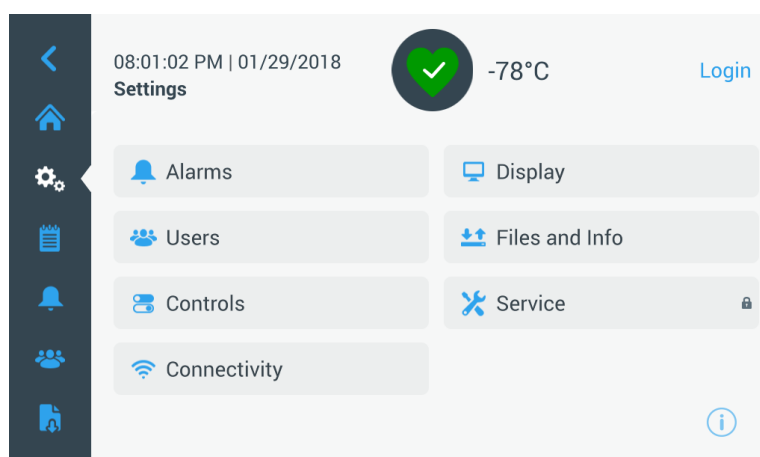 08:01:02 PM | 01/29/2018
Settings
-78°C
Login
Alarms
Display
Users
Files and Info
Controls
Service
Connectivity
i